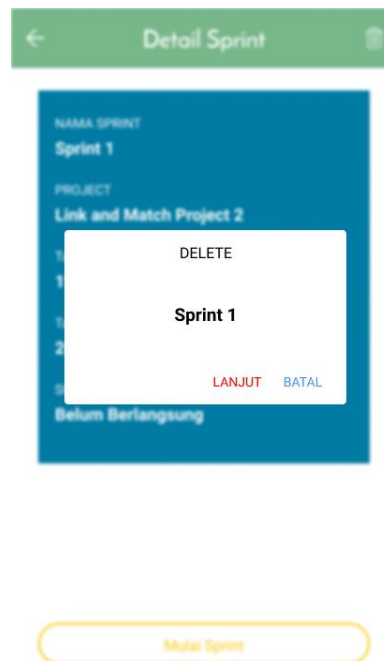 Detail Sprint
NAMA SPRINT
Sprint 1
PROJECT
Link and Match Project 2
DELETE
Sprint 1
LANJUT BATAL
Belum Berlangsung
Mulai Sprint